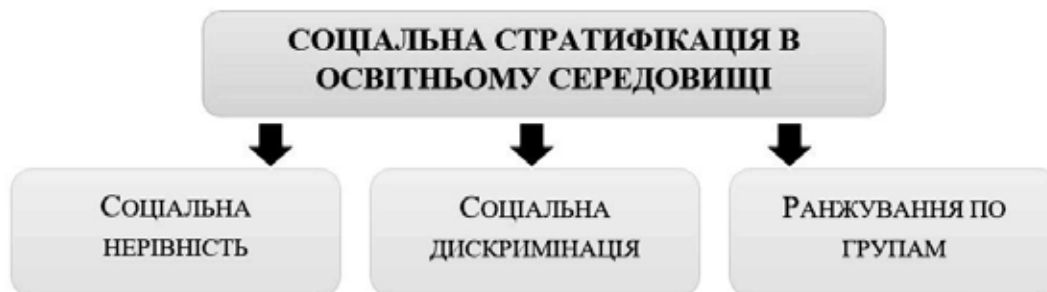 СОЦІАЛЬНА СТРАТИФІКАЦІЯ В
ОСВІТНЬОМУ СЕРЕДОВИЩІ
СОЦІАЛЬНА
НЕРІВНІСТЬ
СОЦІАЛЬНА
ДИСКРИМІНАЦІЯ
РАНЖУВАННЯ ПО
ГРУПАМ